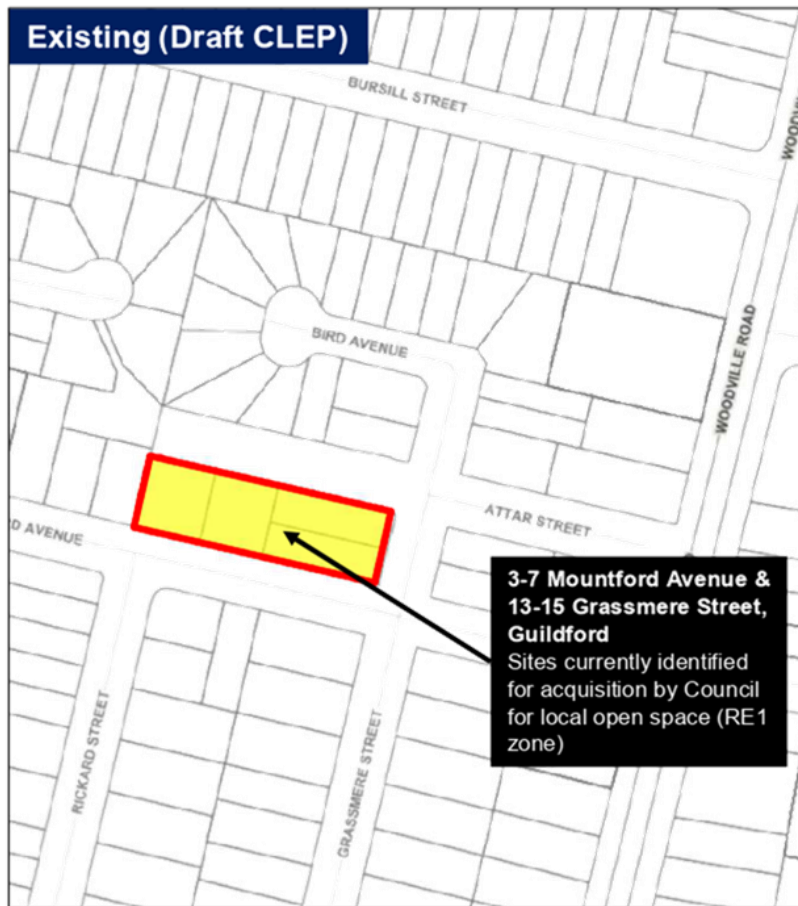 Existing (Draft CLEP)
BURSILL STREET
BIRD AVENUE
WOODVILLE ROAD
ATTAR STREET
AVENUE
3-7 Mountford Avenue &
13-15 Grassmere Street,
Guildford
Sites currently identified
for acquisition by Council
for local open space (RE1
zone)
RICKARD STREET
GRASSMERE STREET